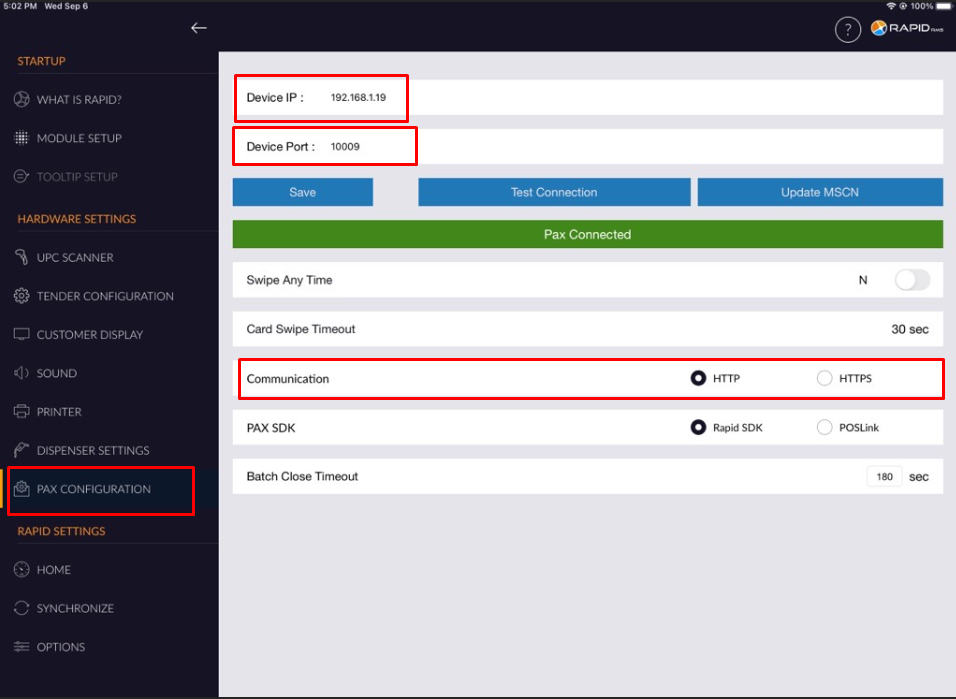 5:02 PM Wed Sep 6 100%
? RAPID RMS
STARTUP
WHAT IS RAPID?
MODULE SETUP
TOOLTIP SETUP
HARDWARE SETTINGS
UPC SCANNER
TENDER CONFIGURATION
CUSTOMER DISPLAY
SOUND
PRINTER
DISPENSER SETTINGS
PAX CONFIGURATION
RAPID SETTINGS
HOME
SYNCHRONIZE
OPTIONS
Device IP : 192.168.1.19
Device Port : 10009
Save Test Connection Update MSCN
Pax Connected
Swipe Any Time N
Card Swipe Timeout 30 sec
Communication HTTP HTTPS
PAX SDK Rapid SDK POSLink
Batch Close Timeout 180 sec